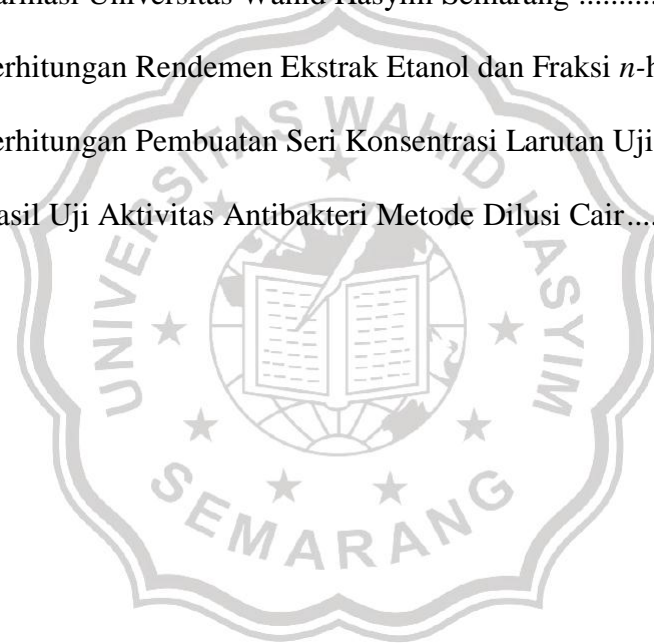 armasi Universitas Wahid Hasyim Semarang ..........
erhitungan Rendemen Ekstrak Etanol dan Fraksi n-h
erhitungan Pembuatan Seri Konsentrasi Larutan Uji
asil Uji Aktivitas Antibakteri Metode Dilusi Cair....
UNIVERSITAS WAHID HASYIM
SEMARANG